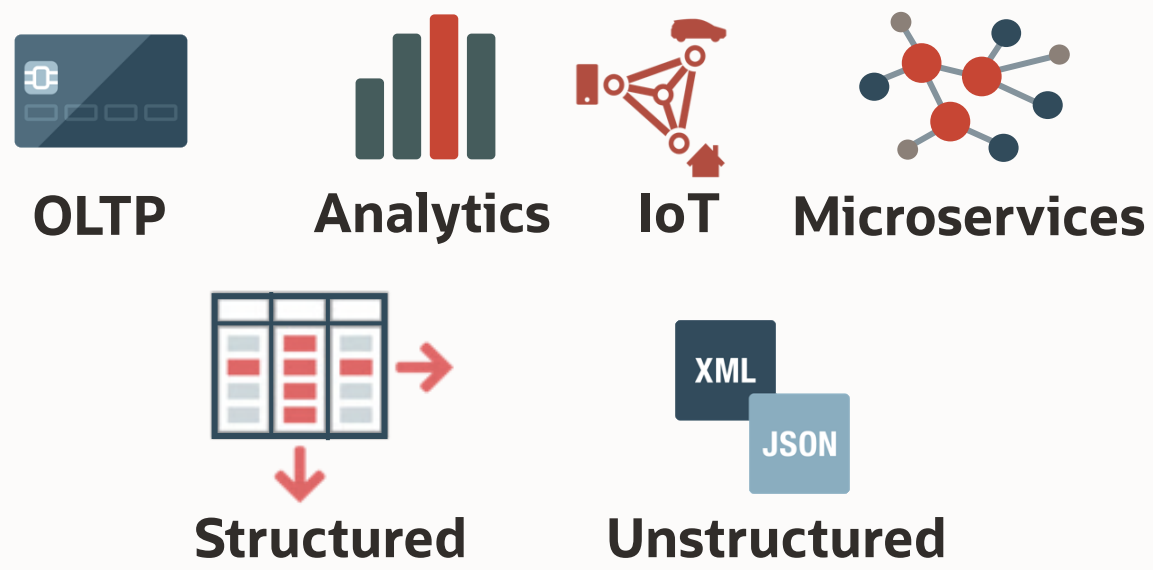 OLTP
Analytics
IoT
Microservices
XML
JSON
Structured
Unstructured